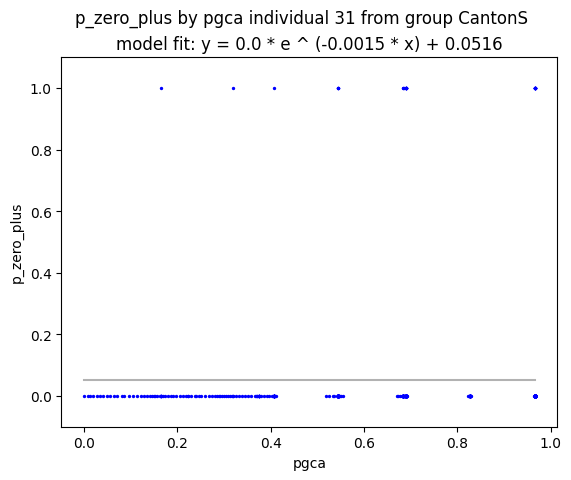 p_zero_plus by pgca individual 31 from group CantonS
model fit: y = 0.0 * e ^ (-0.0015 * x) + 0.0516
1.0
0.8
0.6
0.4
0.2
0.0
p_zero_plus
0.0 0.2 0.4 0.6 0.8 1.0
pgca